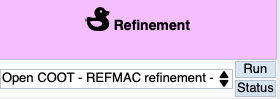 Refinement
Open COOT - REFMAC refinement -
Run
Status